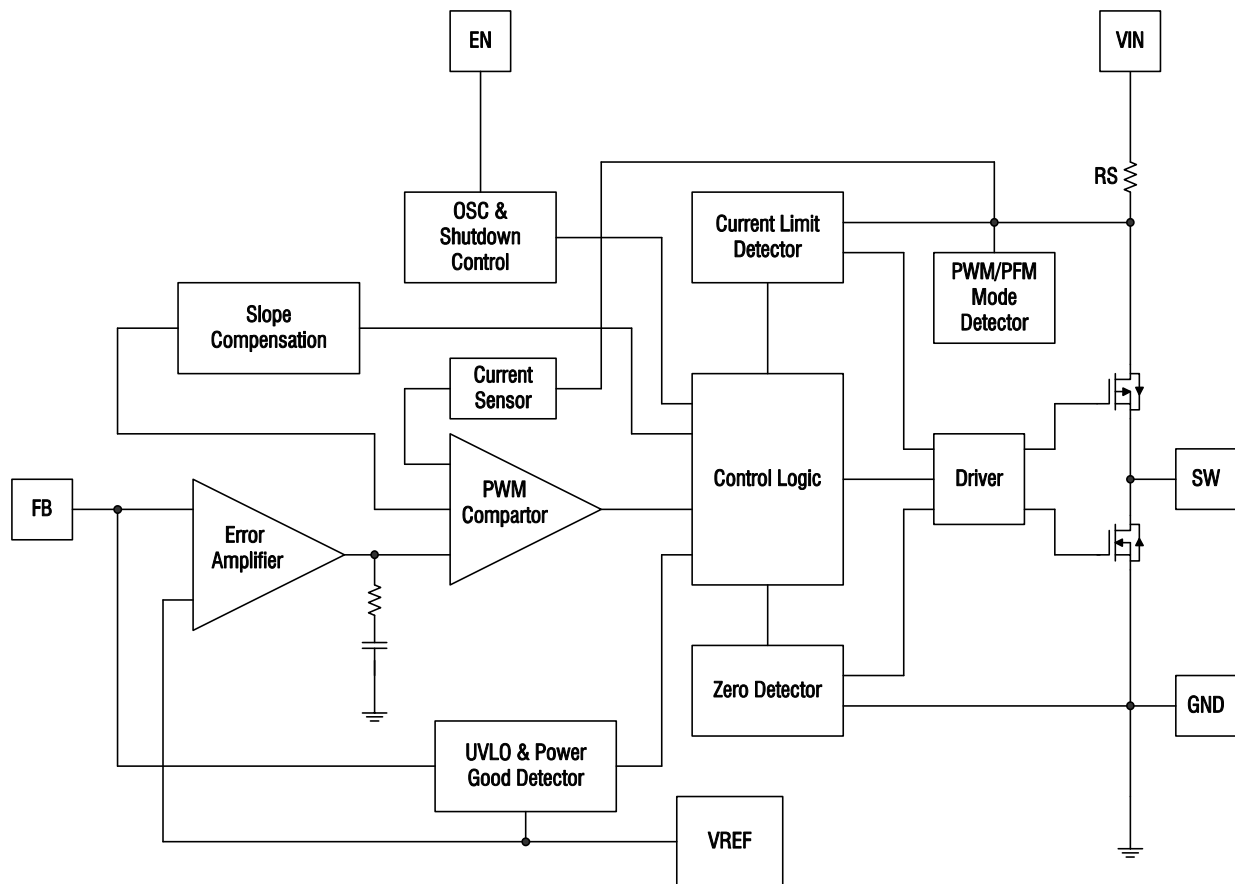 EN
VIN
RS
OSC &
Shutdown
Control
Current Limit
Detector
PWM/PFM
Mode
Detector
Slope
Compensation
Current
Sensor
FB
Error
Amplifier
PWM
Compartor
Control Logic
Driver
SW
Zero Detector
GND
UVLO & Power
Good Detector
VREF